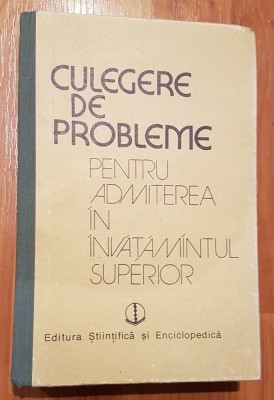 CULEGERE
DE
PROBLEME
PENTRU
ADMITEREA
ÎN
ÎNVĂȚĂMÎNTUL
SUPERIOR
Editura Științifică și Enciclopedică